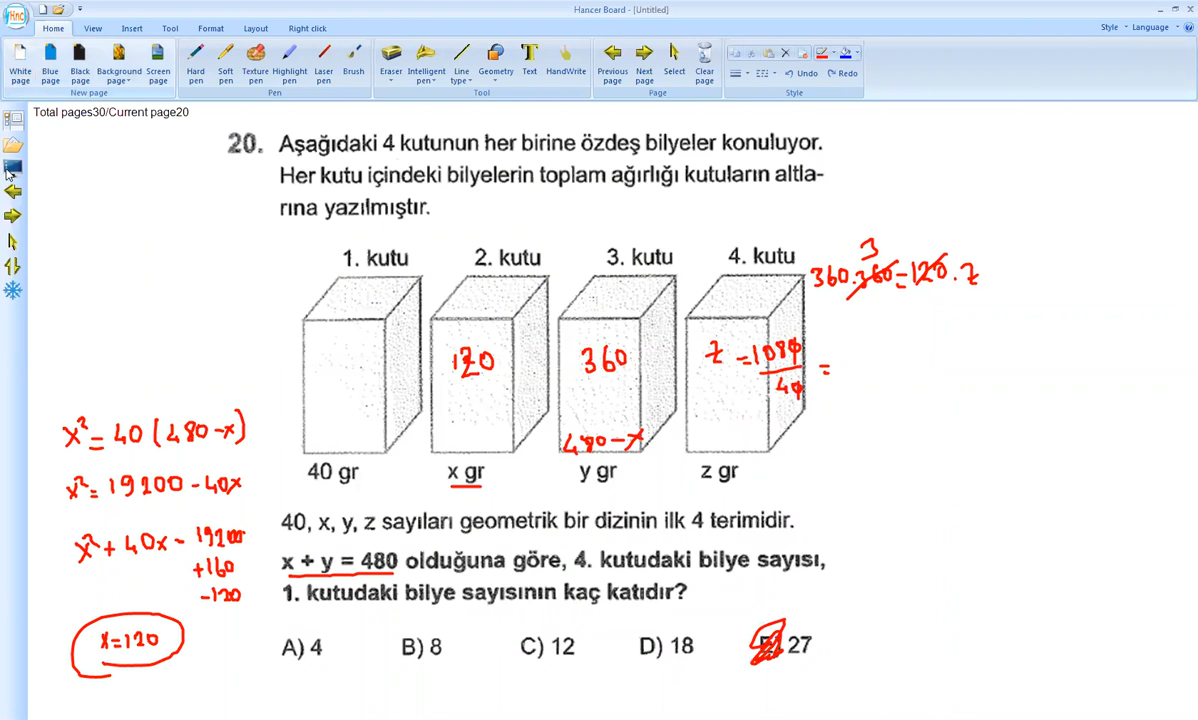 Hancer Board - [Untitled]
Home View Insert Tool Format Layout Right click
Style Language
White page Blue page Black page Background page Screen page
Hard pen Soft pen Texture pen Highlight pen Laser pen Brush
Eraser Intelligent pen Line type Geometry Text HandWrite
Previous page Next page Select Clear page
Undo Redo
New page Pen Tool Page Style
Total pages30/Current page20
20. Aşağıdaki 4 kutunun her birine özdeş bilyeler konuluyor.
Her kutu içindeki bilyelerin toplam ağırlığı kutuların altla-
rına yazılmıştır.
1. kutu 2. kutu 3. kutu 4. kutu
3
360.360=120.z
120 360 z =1080
40 =
480-x
40 gr x gr y gr z gr
x²=40(480-x)
x²=19200-40x
x²+40x-19200
+160
-120
x=120
40, x, y, z sayıları geometrik bir dizinin ilk 4 terimidir.
x + y = 480 olduğuna göre, 4. kutudaki bilye sayısı,
1. kutudaki bilye sayısının kaç katıdır?
A) 4 B) 8 C) 12 D) 18 E) 27